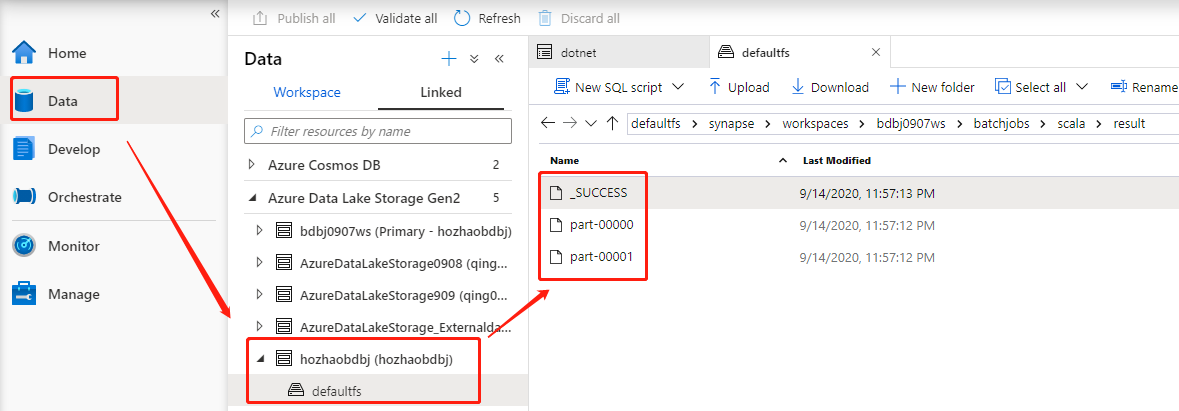 «
Home
Data
Develop
Orchestrate
Monitor
Manage
Publish all Validate all Refresh Discard all
Data + «
Workspace Linked
Filter resources by name
Azure Cosmos DB 2
Azure Data Lake Storage Gen2 5
bdbj0907ws (Primary - hozhaobdbj)
AzureDataLakeStorage0908 (qing...
AzureDataLakeStorage909 (qing0...
AzureDataLakeStorage_Externalda...
hozhaobdbj (hozhaobdbj)
defaultfs
dotnet defaultfs ×
New SQL script Upload Download New folder Select all Rename
defaultfs > synapse > workspaces > bdbj0907ws > batchjobs > scala > result
Name Last Modified
_SUCCESS 9/14/2020, 11:57:13 PM
part-00000 9/14/2020, 11:57:12 PM
part-00001 9/14/2020, 11:57:12 PM